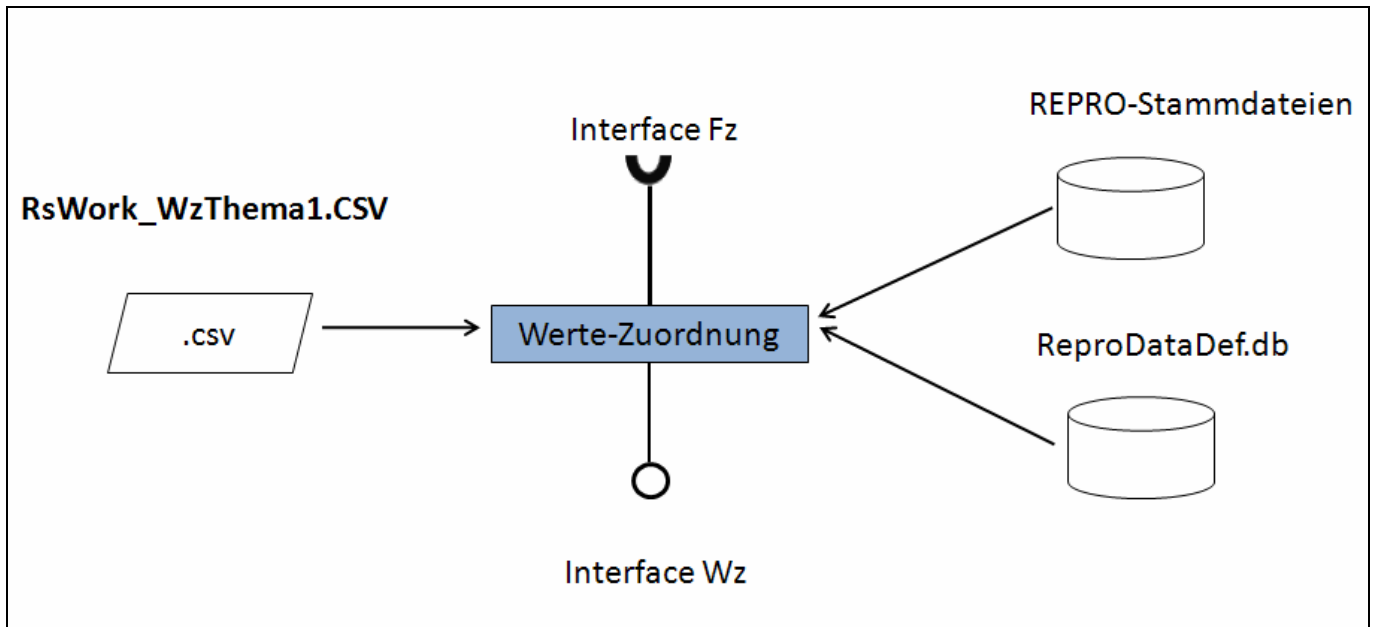 REPRO-Stammdateien
Interface Fz
RsWork_WzThema1.CSV
.csv
Werte-Zuordnung
ReproDataDef.db
Interface Wz